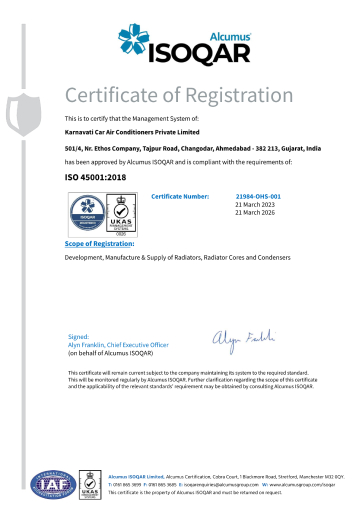 Alcumus
ISOQAR
Certificate of Registration
This is to certify that the Management System of:
Karnavati Car Air Conditioners Private Limited
501/4, Nr. Ethos Company, Tajpur Road, Changodar, Ahmedabad - 382 213, Gujarat, India
has been approved by Alcumus ISOQAR and is compliant with the requirements of:
ISO 45001:2018
Certificate Number: 21984-OHS-001
21 March 2023
21 March 2026
ISOQAR
UKAS
MANAGEMENT
SYSTEMS
0026
Scope of Registration:
Development, Manufacture & Supply of Radiators, Radiator Cores and Condensers
Signed:
Alyn Franklin, Chief Executive Officer
(on behalf of Alcumus ISOQAR)
This certificate will remain current subject to the company maintaining its system to the required standard.
This will be monitored regularly by Alcumus ISOQAR. Further clarification regarding the scope of this certificate
and the applicability of the relevant standards' requirement may be obtained by consulting Alcumus ISOQAR.
IAF
UKAS
Alcumus ISOQAR Limited, Alcumus Certification, Cobra Court, 1 Blackmore Road, Stretford, Manchester M32 0QY.
T: 0161 865 3699 F: 0161 865 3685 E: isoqarenquiries@alcumusgroup.com W: www.alcumusgroup.com/isoqar
This certificate is the property of Alcumus ISOQAR and must be returned on request.